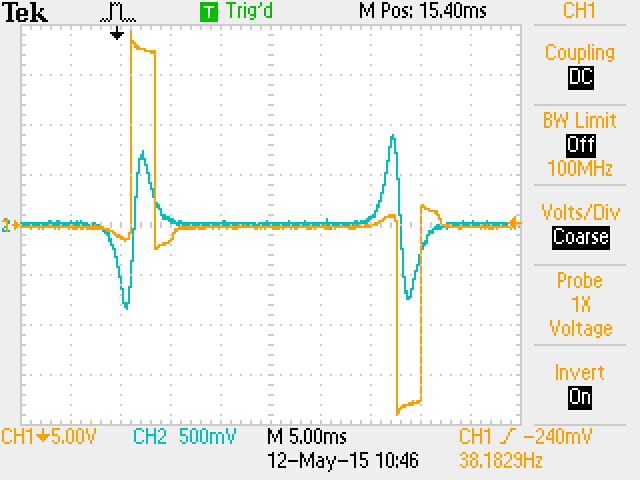 Tek T Trig'd M Pos: 15.40ms CH1
Coupling
DC
BW Limit
Off
100MHz
Volts/Div
Coarse
Probe
1X
Voltage
Invert
On
CH1 5.00V CH2 500mV M 5.00ms CH1 -240mV
12-May-15 10:46 38.1829Hz